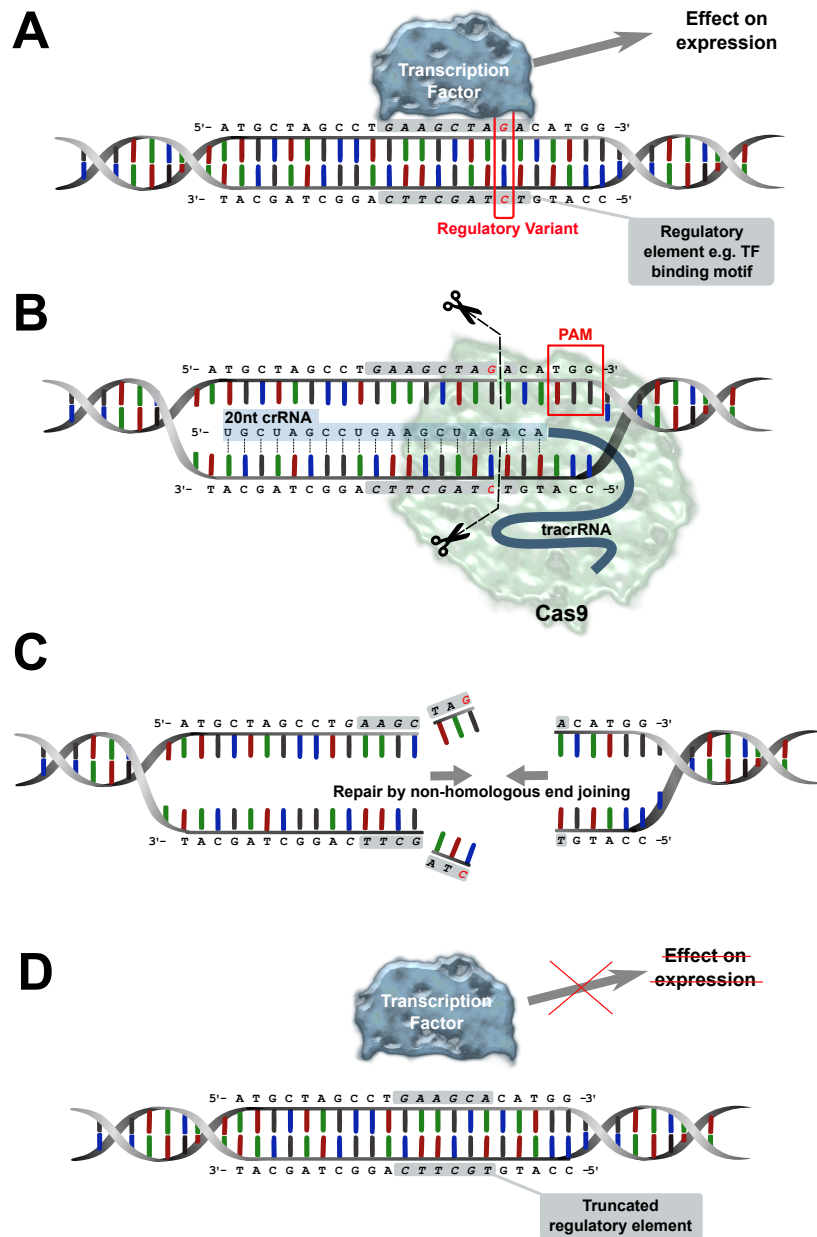 A
Effect on
expression
Transcription
Factor
5'- A T G C T A G C C T G A A G C T A G A C A T G G -3'
3'- T A C G A T C G G A C T T C G A T C T G T A C C -5'
Regulatory Variant
Regulatory
element e.g. TF
binding motif
B
PAM
5'- A T G C T A G C C T G A A G C T A G A C A T G G -3'
20nt crRNA
5'- U G C U A G C C U G A A G C U A G A C A
3'- T A C G A T C G G A C T T C G A T C T G T A C C -5'
tracrRNA
Cas9
C
T A G
5'- A T G C T A G C C T G A A G C
A C A T G G -3'
Repair by non-homologous end joining
3'- T A C G A T C G G A C T T C G
T G T A C C -5'
A T C
D
Effect on
expression
Transcription
Factor
5'- A T G C T A G C C T G A A G C A C A T G G -3'
3'- T A C G A T C G G A C T T C G T G T A C C -5'
Truncated
regulatory element